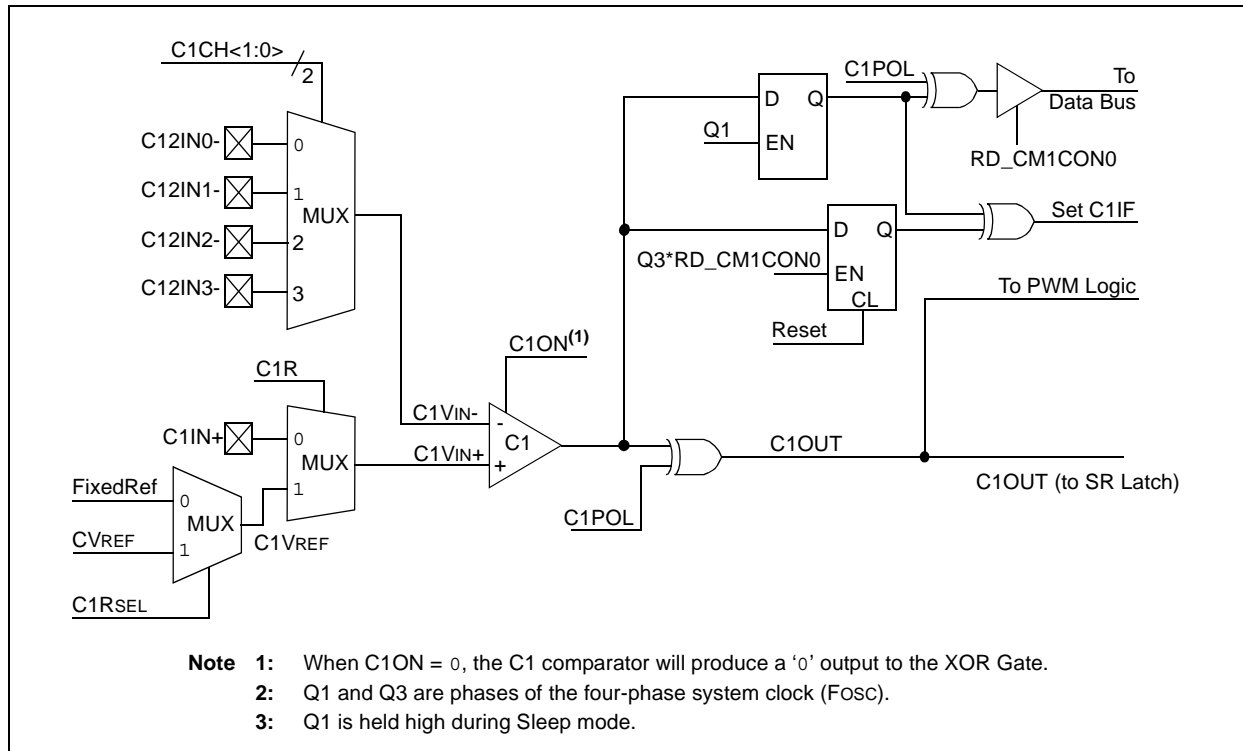 C1CH<1:0>
2
C12IN0-
0
C12IN1-
1
MUX
C12IN2-
2
C12IN3-
3
C1R
C1IN+
0
MUX
1
FixedRef
0
MUX
CVREF
1
C1VREF
C1RSEL
C1ON(1)
C1VIN-
-
C1
C1VIN+
+
C1POL
D
Q
Q1
EN
C1POL
To
Data Bus
RD_CM1CON0
D
Q
Set C1IF
Q3*RD_CM1CON0
EN
CL
Reset
To PWM Logic
C1OUT
C1OUT (to SR Latch)
Note 1: When C1ON = 0, the C1 comparator will produce a ‘0’ output to the XOR Gate.
2: Q1 and Q3 are phases of the four-phase system clock (FOSC).
3: Q1 is held high during Sleep mode.